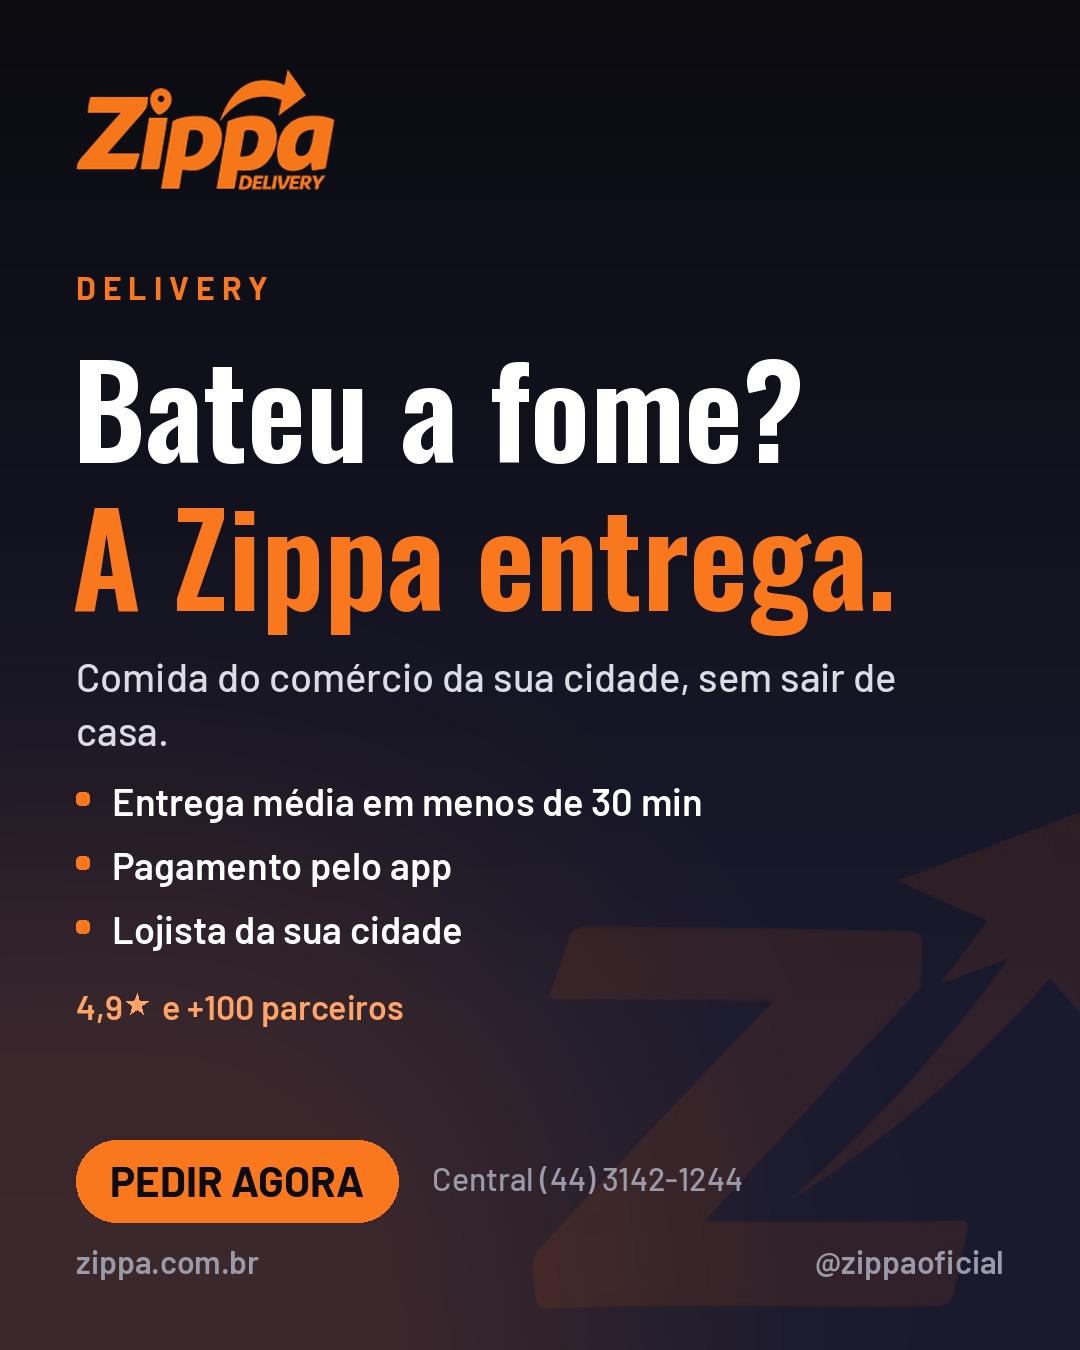 Zippa
DELIVERY
DELIVERY
Bateu a fome?
A Zippa entrega.
Comida do comércio da sua cidade, sem sair de
casa.
Entrega média em menos de 30 min
Pagamento pelo app
Lojista da sua cidade
4,9★ e +100 parceiros
PEDIR AGORA
Central (44) 3142-1244
zippa.com.br
@zippaoficial